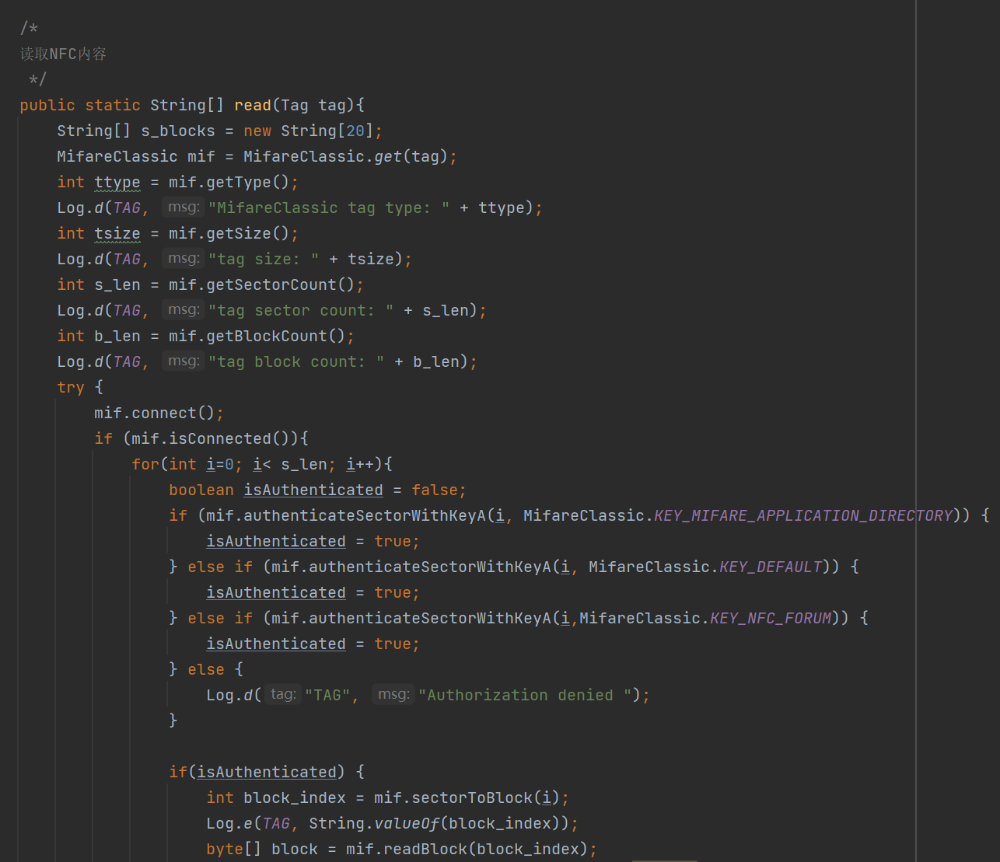 /*
读取NFC内容
*/
public static String[] read(Tag tag){
String[] s_blocks = new String[20];
MifareClassic mif = MifareClassic.get(tag);
int ttype = mif.getType();
Log.d(TAG, msg: "MifareClassic tag type: " + ttype);
int tsize = mif.getSize();
Log.d(TAG, msg: "tag size: " + tsize);
int s_len = mif.getSectorCount();
Log.d(TAG, msg: "tag sector count: " + s_len);
int b_len = mif.getBlockCount();
Log.d(TAG, msg: "tag block count: " + b_len);
try {
mif.connect();
if (mif.isConnected()){
for(int i=0; i< s_len; i++){
boolean isAuthenticated = false;
if (mif.authenticateSectorWithKeyA(i, MifareClassic.KEY_MIFARE_APPLICATION_DIRECTORY)) {
isAuthenticated = true;
} else if (mif.authenticateSectorWithKeyA(i, MifareClassic.KEY_DEFAULT)) {
isAuthenticated = true;
} else if (mif.authenticateSectorWithKeyA(i,MifareClassic.KEY_NFC_FORUM)) {
isAuthenticated = true;
} else {
Log.d( tag: "TAG", msg: "Authorization denied ");
}
if(isAuthenticated) {
int block_index = mif.sectorToBlock(i);
Log.e(TAG, String.valueOf(block_index));
byte[] block = mif.readBlock(block_index);